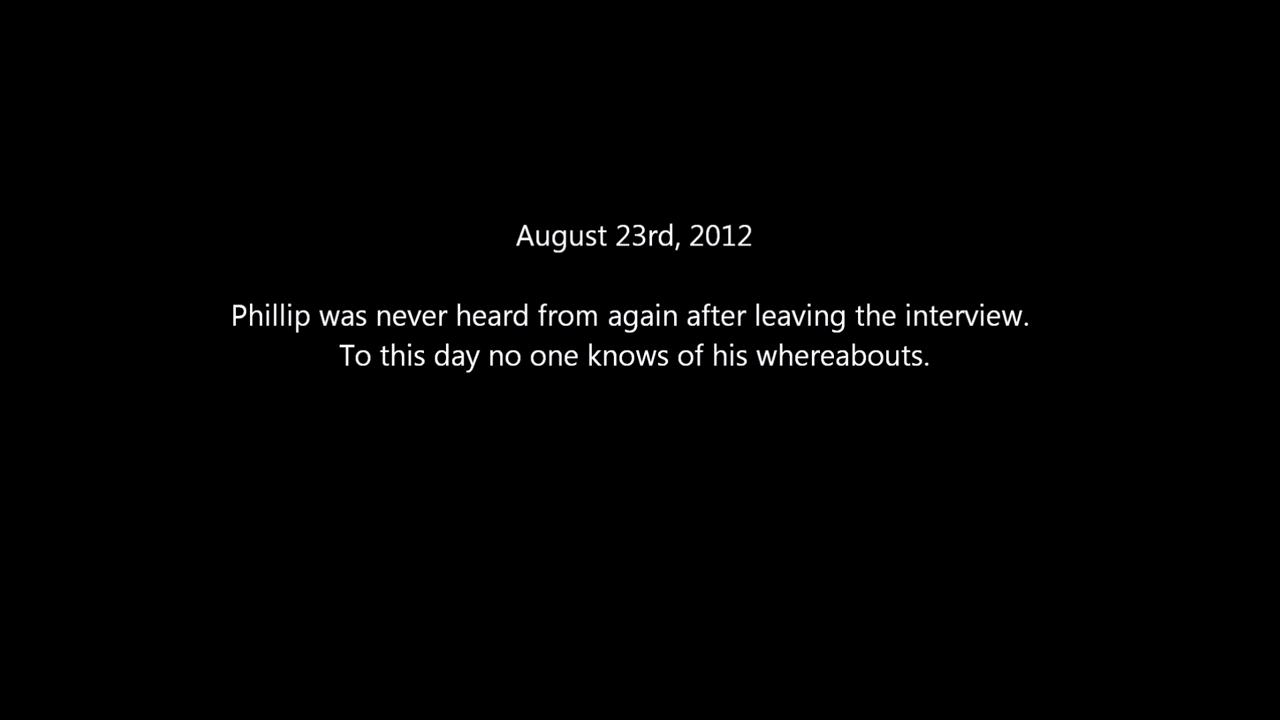 August 23rd, 2012
Phillip was never heard from again after leaving the interview.
To this day no one knows of his whereabouts.